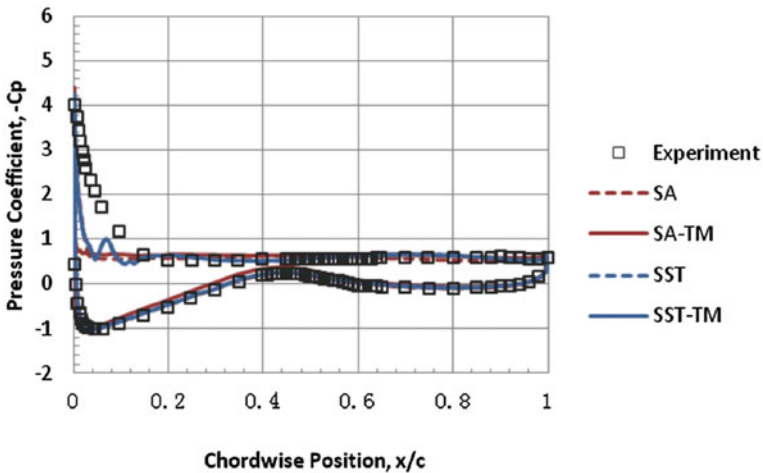 6
5
4
3
2
1
0
-1
-2
Pressure Coefficient, -Cp
0
0.2
0.4
0.6
0.8
1
Chordwise Position, x/c
Experiment
SA
SA-TM
SST
SST-TM